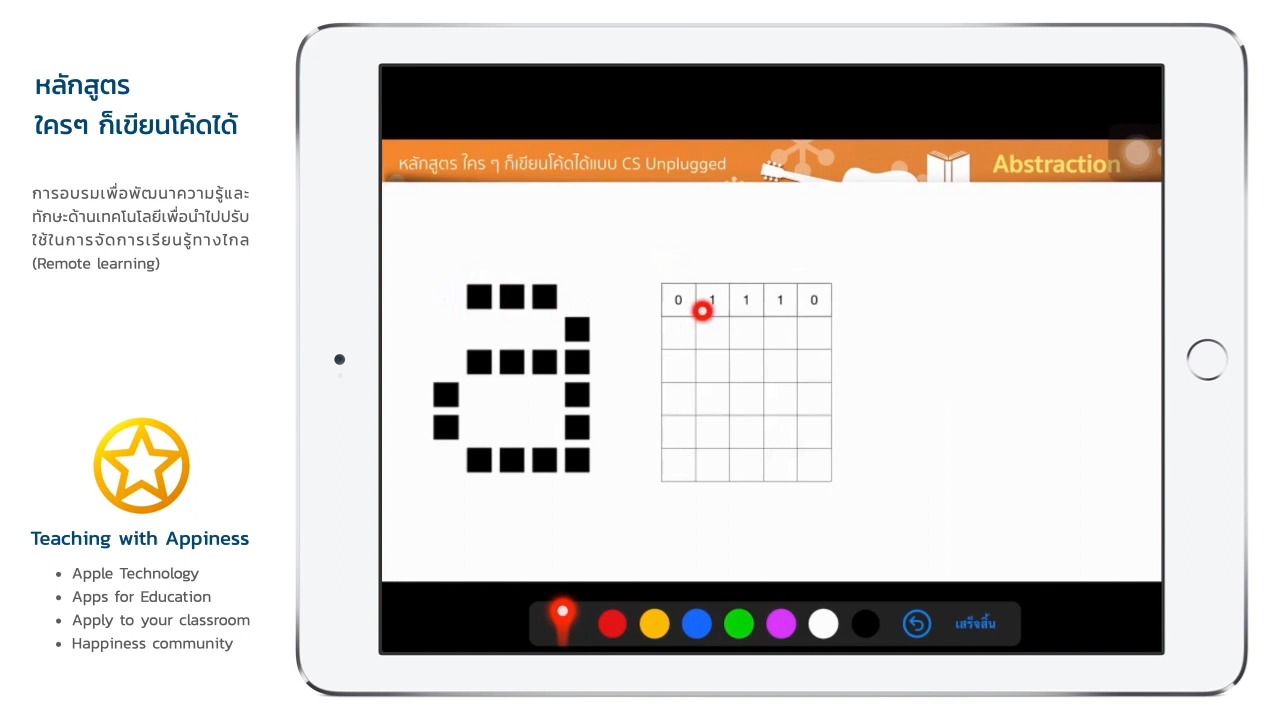 หลักสูตร
ใครๆ ก็เขียนโค้ดได้
การอบรมเพื่อพัฒนาความรู้และ
ทักษะด้านเทคโนโลยีเพื่อนำไปปรับ
ใช้ในการจัดการเรียนรู้ทางไกล
(Remote learning)
Teaching with Appiness
• Apple Technology
• Apps for Education
• Apply to your classroom
• Happiness community
หลักสูตร ใคร ๆ ก็เขียนโค้ดได้แบบ CS Unplugged
Abstraction
0 1 1 1 0
เสร็จสิ้น